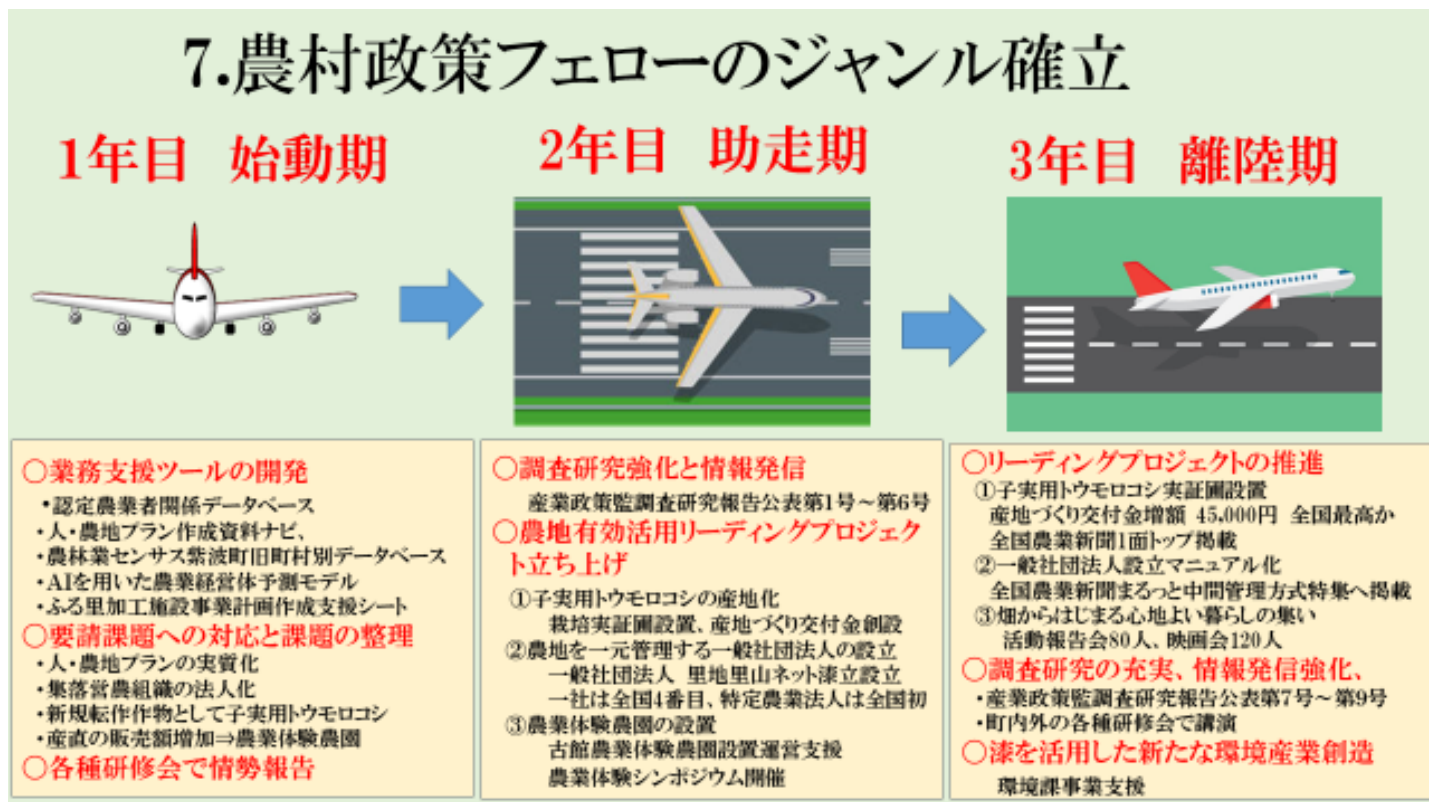 7.農村政策フェローのジャンル確立
1年目 始動期
2年目 助走期
3年目 離陸期
○業務支援ツールの開発
・認定農業者関係データベース
・人・農地プラン作成資料ナビ、
・農林業センサス紫波町旧町村別データベース
・AIを用いた農業経営体予測モデル
・ふる里加工施設事業計画作成支援シート
○要請課題への対応と課題の整理
・人・農地プランの実質化
・集落営農組織の法人化
・新規転作作物として子実用トウモロコシ
・産直の販売額増加⇒農業体験農園
○各種研修会で情勢報告
○調査研究強化と情報発信
産業政策監調査研究報告公表第1号~第6号
○農地有効活用リーディングプロジェク
ト立ち上げ
①子実用トウモロコシの産地化
栽培実証圃設置、産地づくり交付金創設
②農地を一元管理する一般社団法人の設立
一般社団法人 里地里山ネット漆立設立
一社は全国4番目、特定農業法人は全国初
③農業体験農園の設置
古館農業体験農園設置運営支援
農業体験シンポジウム開催
○リーディングプロジェクトの推進
①子実用トウモロコシ実証圃設置
産地づくり交付金増額 45,000円 全国最高か
全国農業新聞1面トップ掲載
②一般社団法人設立マニュアル化
全国農業新聞まるっと中間管理方式特集へ掲載
③畑からはじまる心地よい暮らしの集い
活動報告会80人、映画会120人
○調査研究の充実、情報発信強化、
・産業政策監調査研究報告公表第7号~第9号
・町内外の各種研修会で講演
○漆を活用した新たな環境産業創造
環境課事業支援